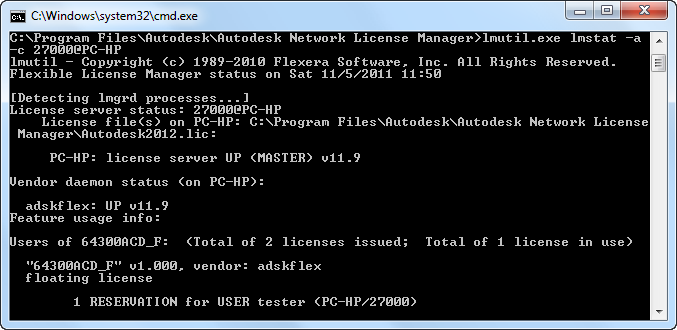 C:\Windows\system32\cmd.exe
C:\Program Files\Autodesk\Autodesk Network License Manager>lmutil.exe lmstat -a
-c 27000@PC-HP
lmutil - Copyright (c) 1989-2010 Flexera Software, Inc. All Rights Reserved.
Flexible License Manager status on Sat 11/5/2011 11:50
[Detecting lmgrd processes...]
License server status: 27000@PC-HP
License file(s) on PC-HP: C:\Program Files\Autodesk\Autodesk Network License
Manager\Autodesk2012.lic:
PC-HP: license server UP (MASTER) v11.9
Vendor daemon status (on PC-HP):
adskflex: UP v11.9
Feature usage info:
Users of 64300ACD_F: (Total of 2 licenses issued; Total of 1 license in use)
"64300ACD_F" v1.000, vendor: adskflex
floating license
1 RESERVATION for USER tester (PC-HP/27000)